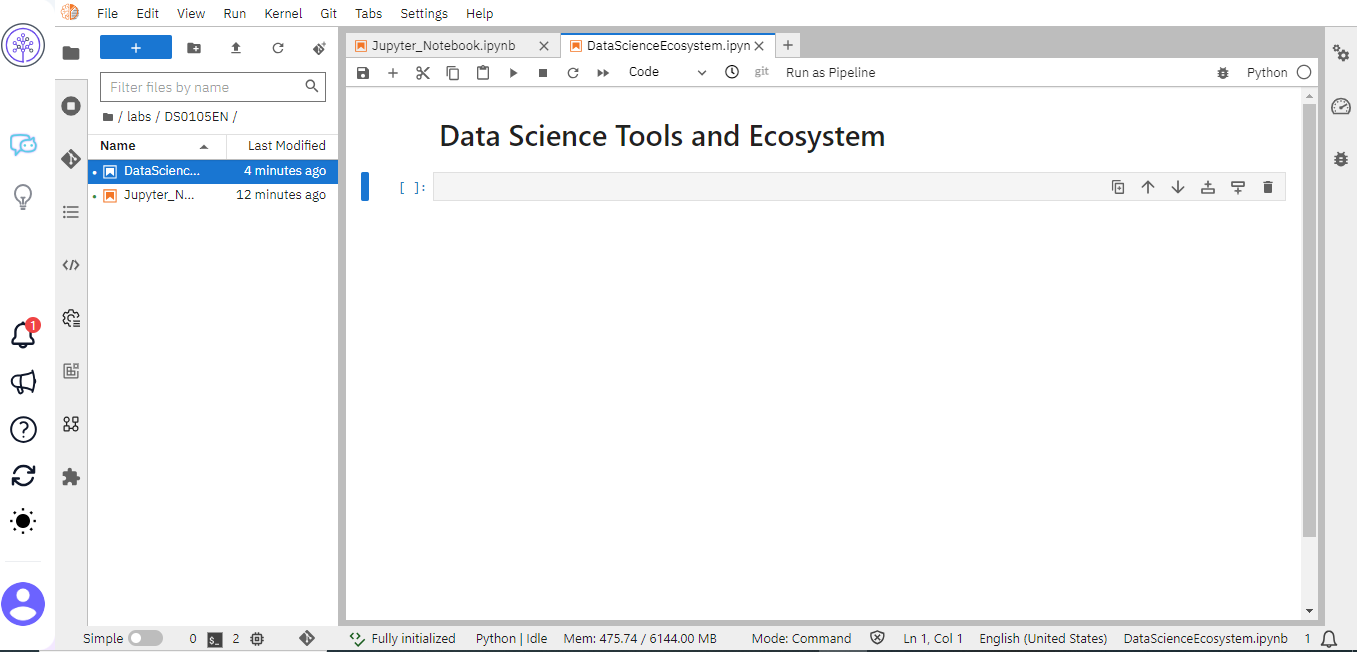 File Edit View Run Kernel Git Tabs Settings Help
Filter files by name
/ labs / DS0105EN /
Name Last Modified
DataScienc... 4 minutes ago
Jupyter_N... 12 minutes ago
Jupyter_Notebook.ipynb
DataScienceEcosystem.ipyn
Code git Run as Pipeline Python
Data Science Tools and Ecosystem
[ ]:
1
Simple 0 $_ 2 Fully initialized Python | Idle Mem: 475.74 / 6144.00 MB Mode: Command Ln 1, Col 1 English (United States) DataScienceEcosystem.ipynb 1